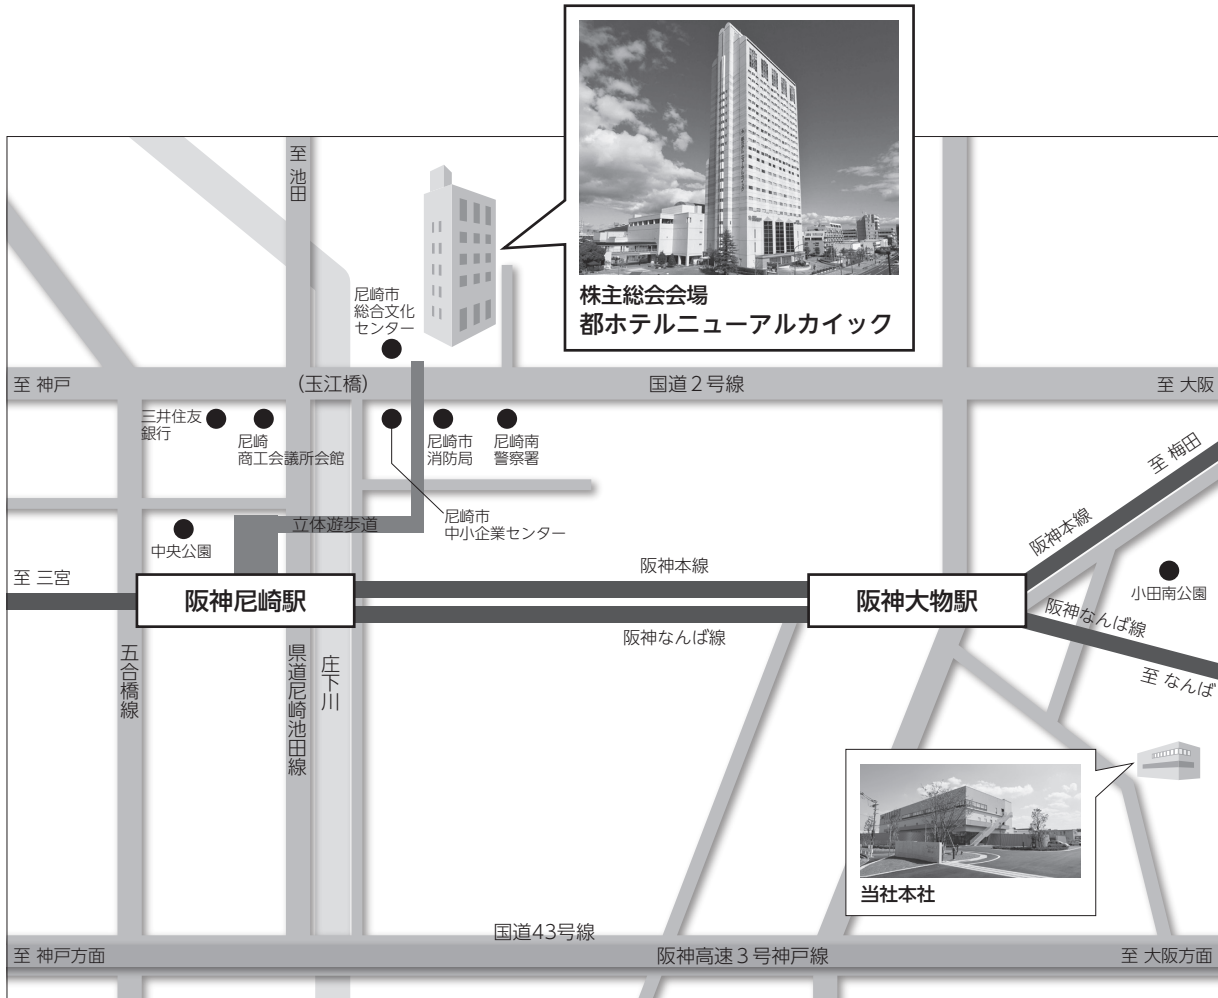 株主総会会場
都ホテルニューアルカイック
至 池田
尼崎市
総合文化
センター
至 神戸
(玉江橋)
国道2号線
至 大阪
三井住友
銀行
尼崎
商工会議所会館
尼崎市
消防局
尼崎南
警察署
至 梅田
立体遊歩道
尼崎市
中小企業センター
阪神本線
中央公園
至 三宮
阪神本線
小田南公園
阪神尼崎駅
阪神大物駅
阪神なんば線
阪神なんば線
至 なんば
五合橋線
県道尼崎池田線
庄下川
当社本社
国道43号線
至 神戸方面
阪神高速3号神戸線
至 大阪方面